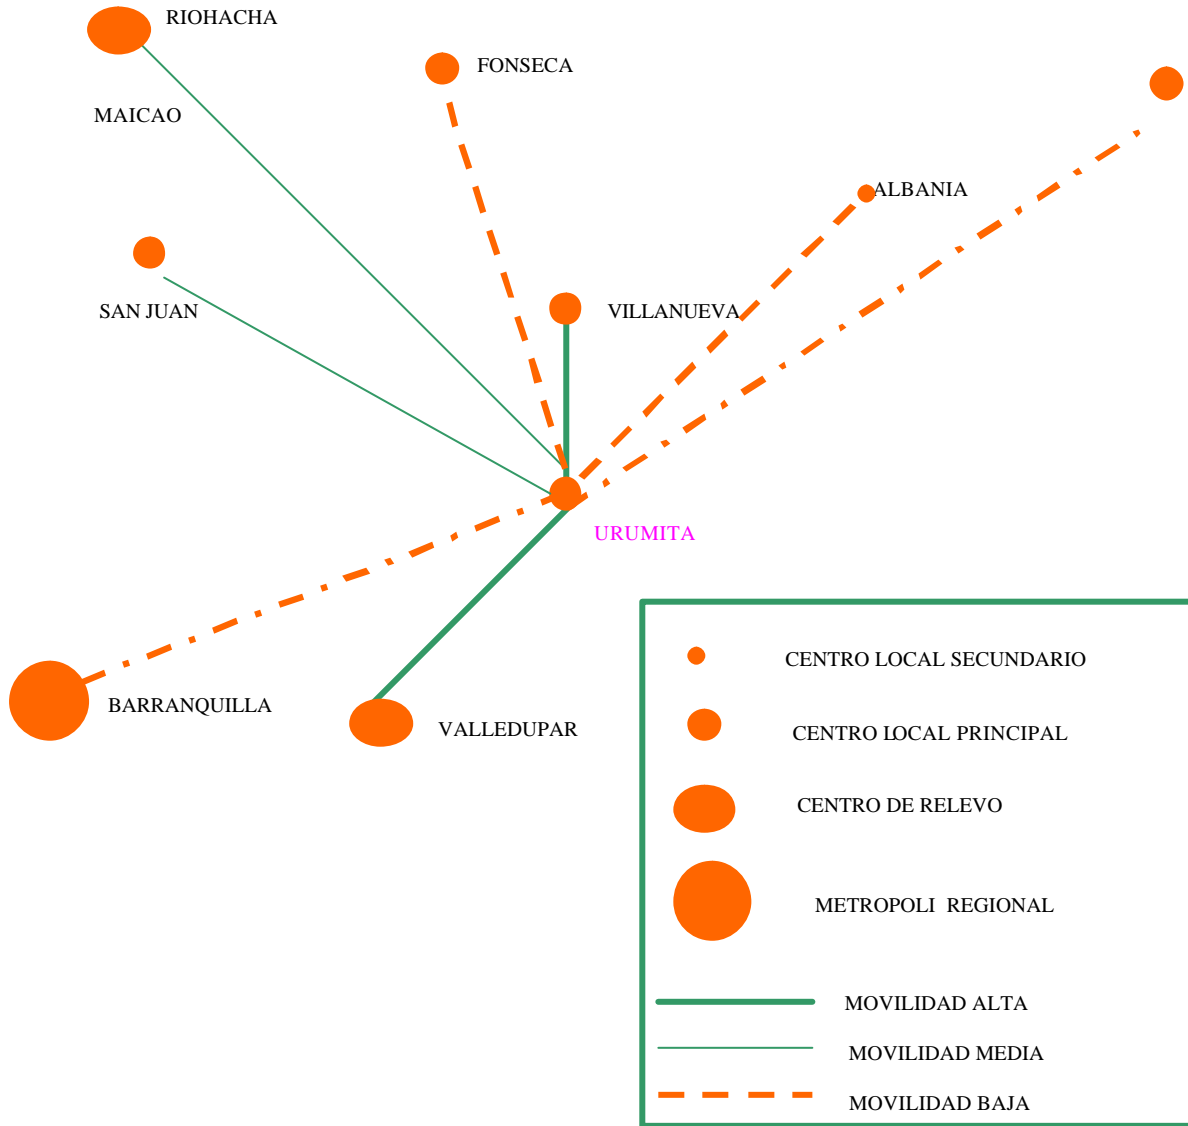 RIOHACHA
FONSECA
MAICAO
ALBANIA
SAN JUAN
VILLANUEVA
URUMITA
BARRANQUILLA
VALLEDUPAR
CENTRO LOCAL SECUNDARIO
CENTRO LOCAL PRINCIPAL
CENTRO DE RELEVO
METROPOLI REGIONAL
MOVILIDAD ALTA
MOVILIDAD MEDIA
MOVILIDAD BAJA